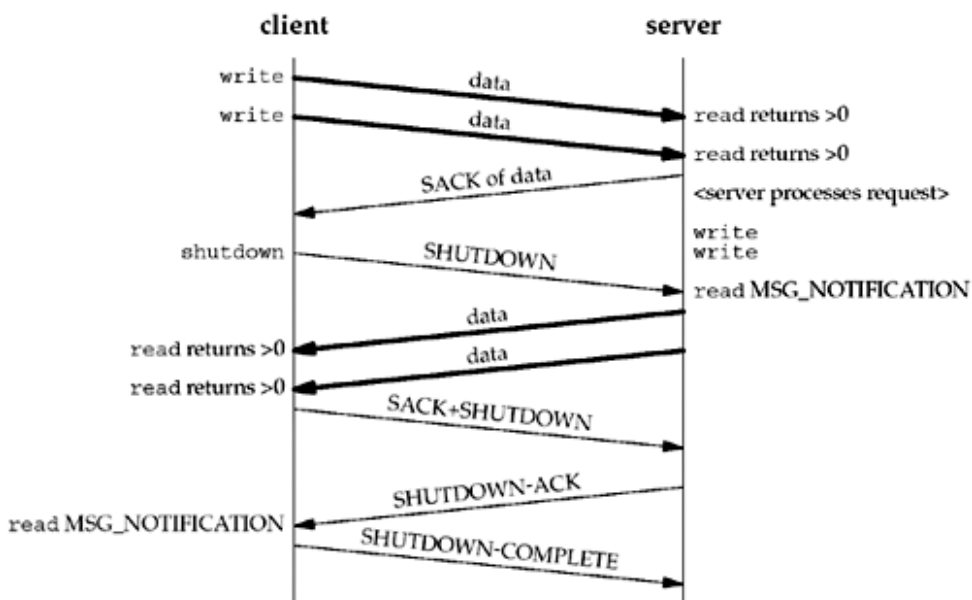 client server
write data
read returns >0
write data
read returns >0
SACK of data
<server processes request>
write
shutdown SHUTDOWN write
read MSG_NOTIFICATION
data
read returns >0
data
read returns >0
SACK+SHUTDOWN
SHUTDOWN-ACK
read MSG_NOTIFICATION
SHUTDOWN-COMPLETE